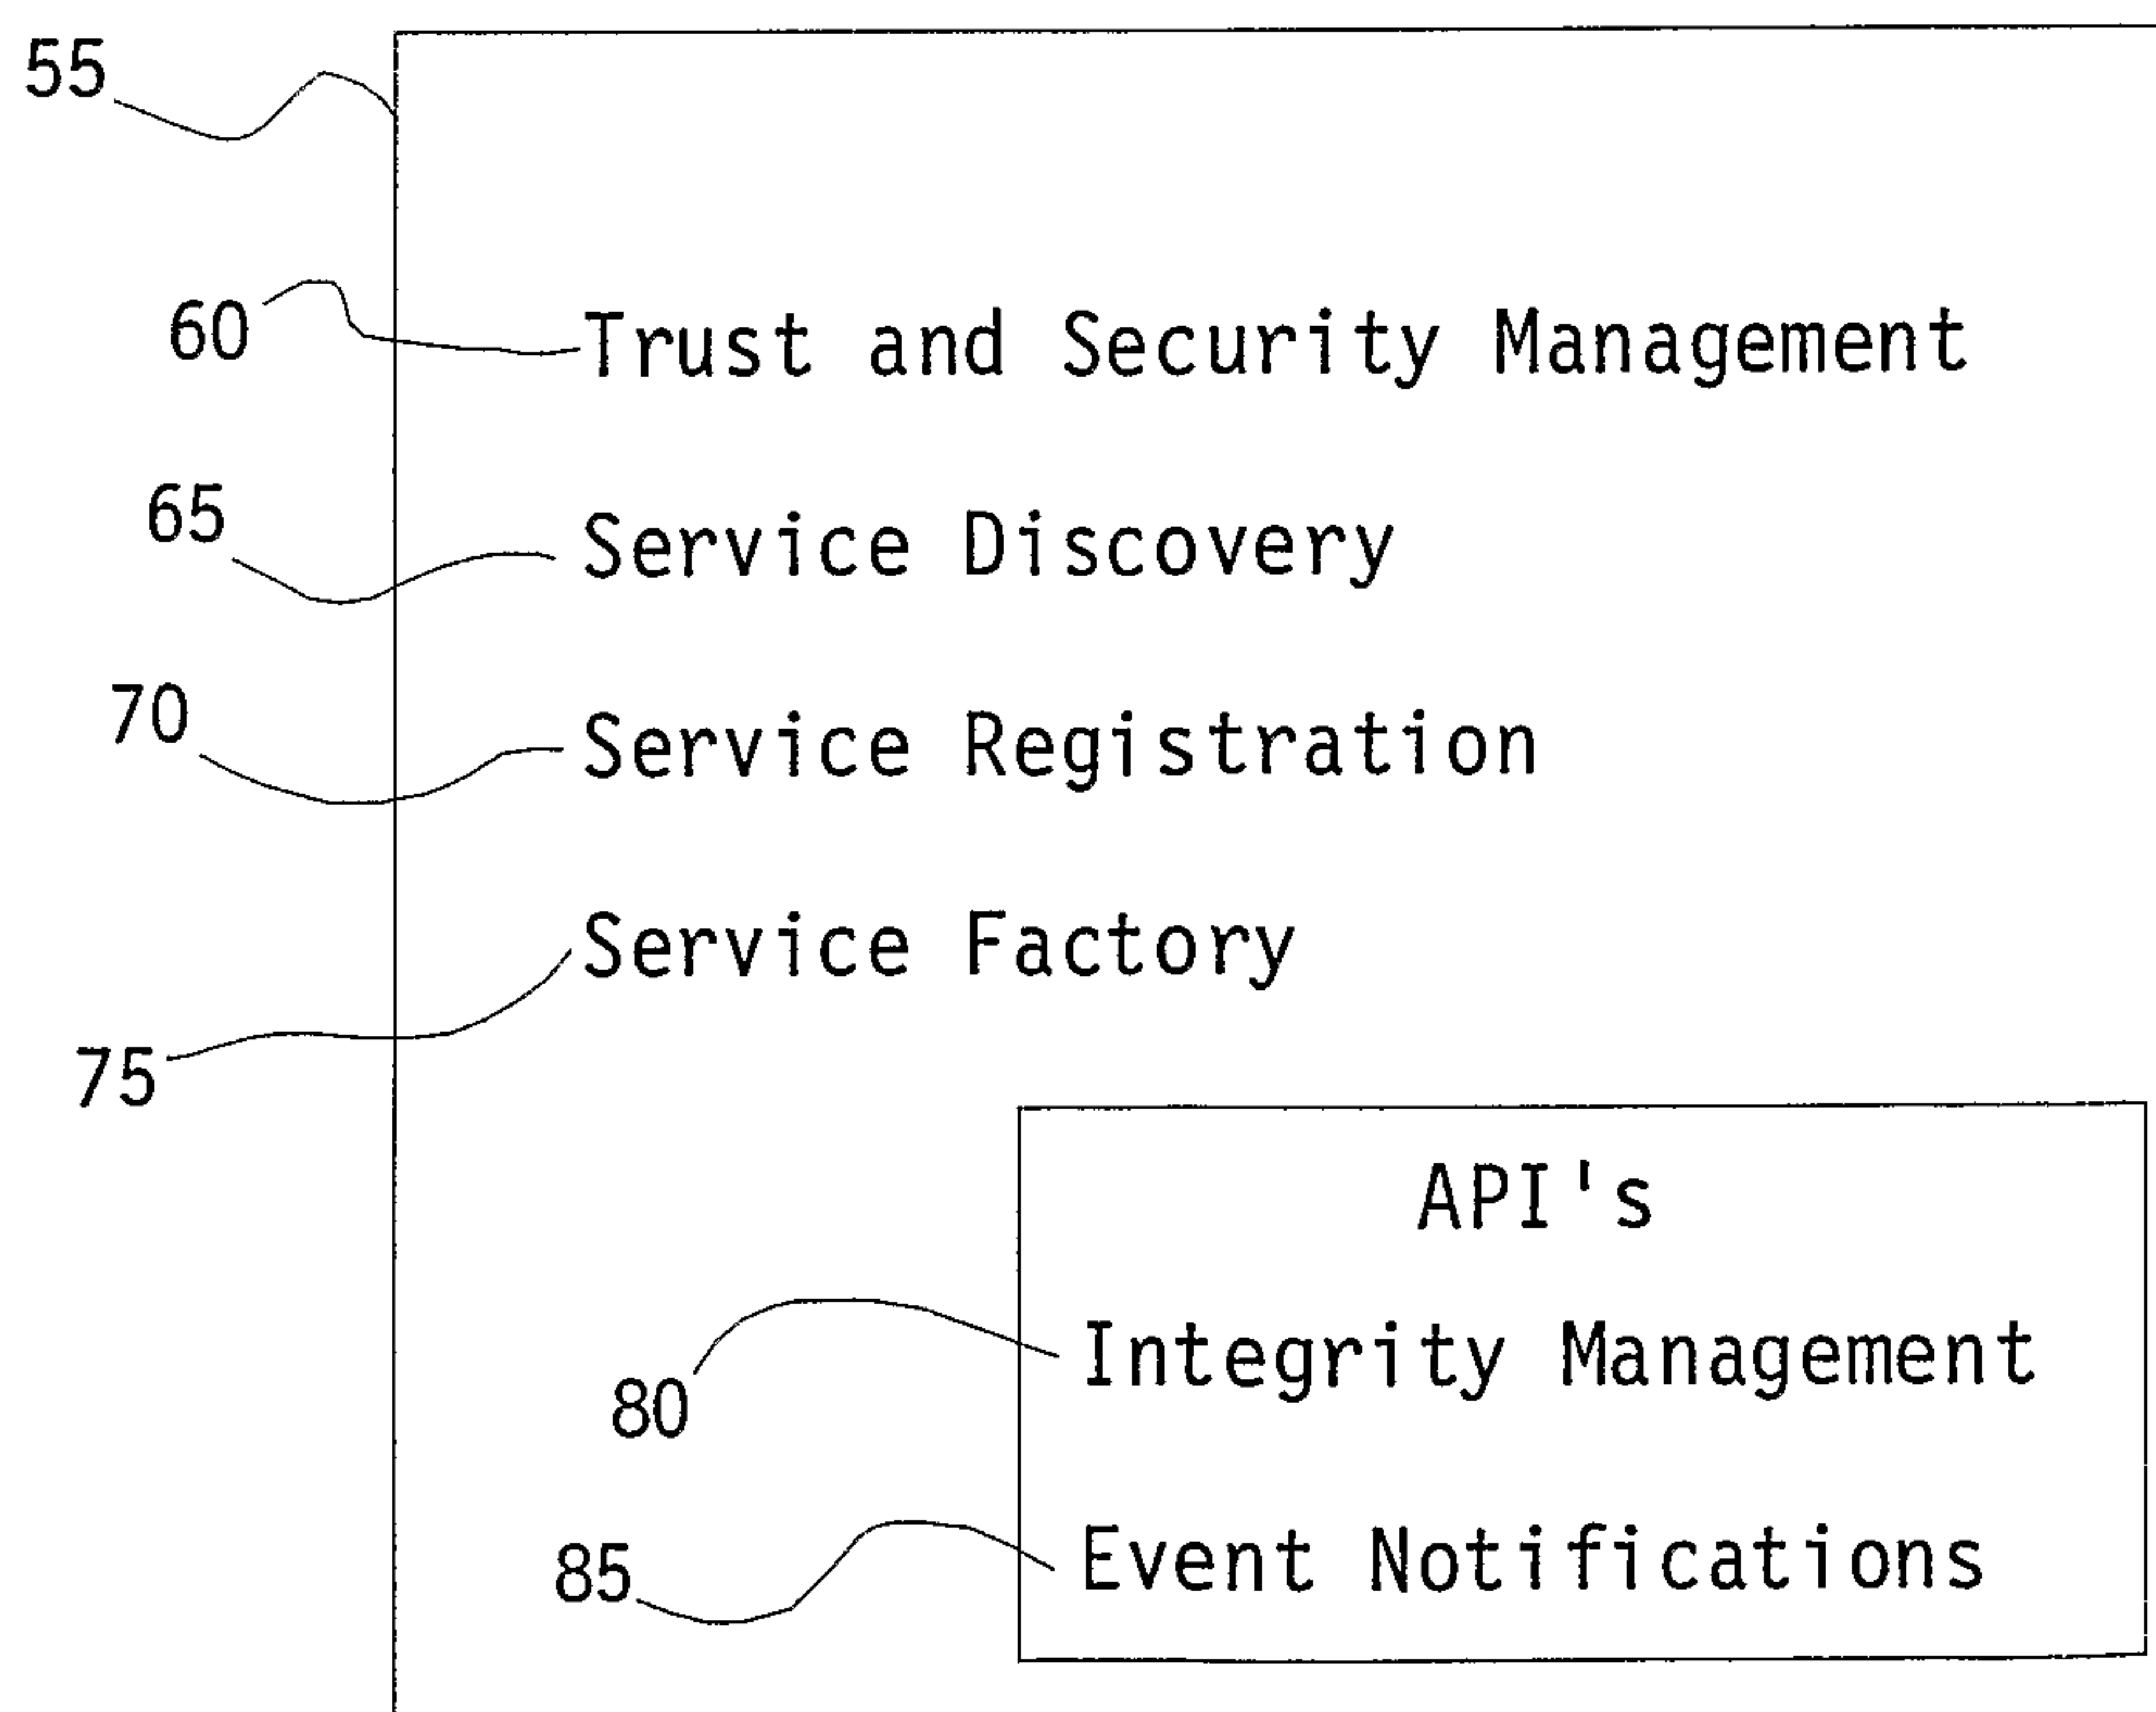 55
60 Trust and Security Management
65 Service Discovery
70 Service Registration
Service Factory
75
API's
Integrity Management
80
Event Notifications
85